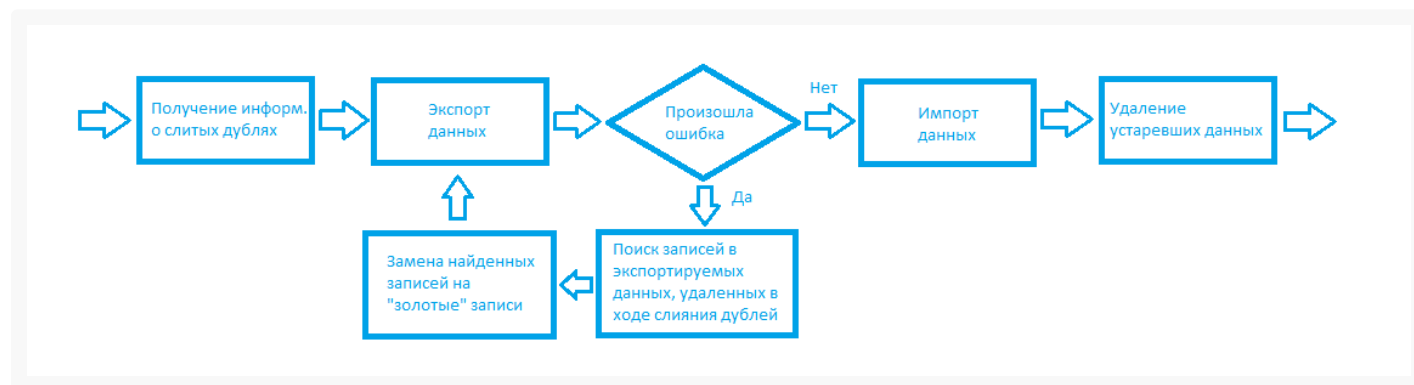 Получение информ.
о слитых дублях
Экспорт
данных
Произошла
ошибка
Нет
Импорт
данных
Удаление
устаревших данных
Да
Поиск записей в
экспортируемых
данных, удаленных в
ходе слияния дублей
Замена найденных
записей на
"золотые" записи